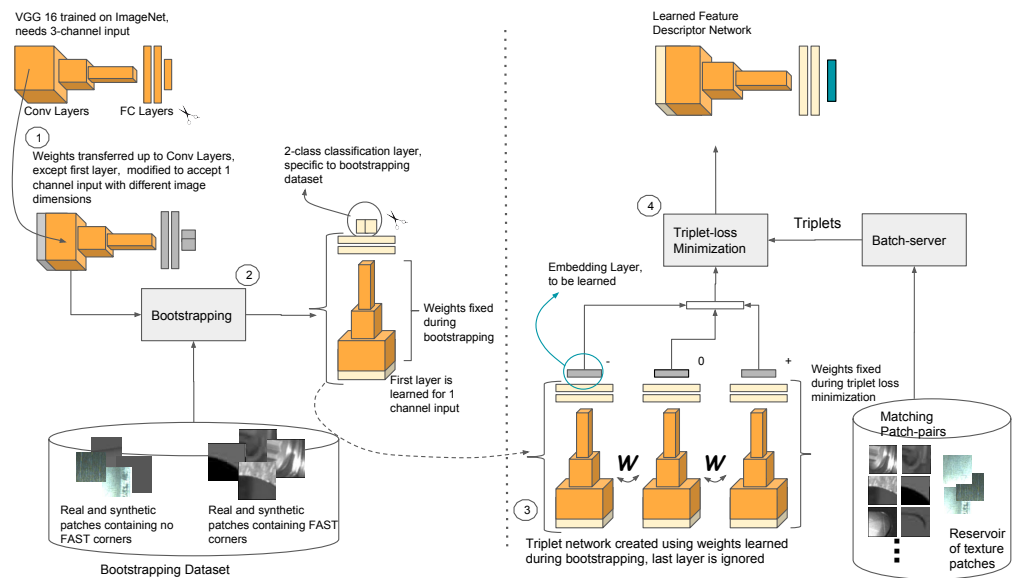 VGG 16 trained on ImageNet,
needs 3-channel input
Conv Layers
FC Layers
1
Weights transferred up to Conv Layers,
except first layer, modified to accept 1
channel input with different image
dimensions
2-class classification layer,
specific to bootstrapping
dataset
2
Bootstrapping
Weights fixed
during
bootstrapping
First layer is
learned for 1
channel input
Real and synthetic
patches containing no
FAST corners
Real and synthetic
patches containing FAST
corners
Bootstrapping Dataset
Learned Feature
Descriptor Network
4
Triplet-loss
Minimization
Triplets
Batch-server
Embedding Layer,
to be learned
-
0
+
Weights fixed
during triplet loss
minimization
W
W
3
Triplet network created using weights learned
during bootstrapping, last layer is ignored
Matching
Patch-pairs
Reservoir
of texture
patches